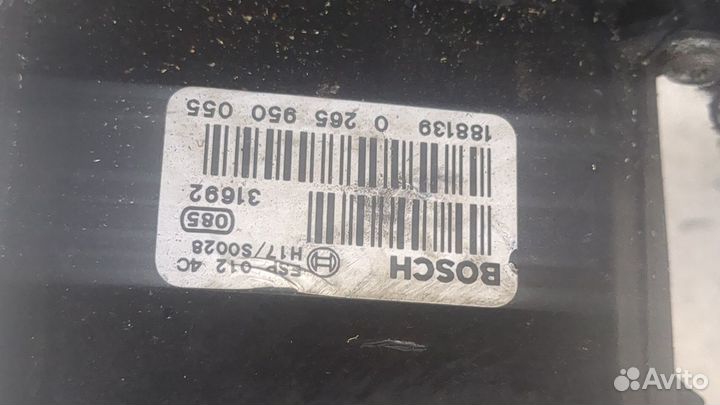 BOSCH
ESP 012 4C
H17/S0028
085
31692
188139 0 265 950 055
Avito